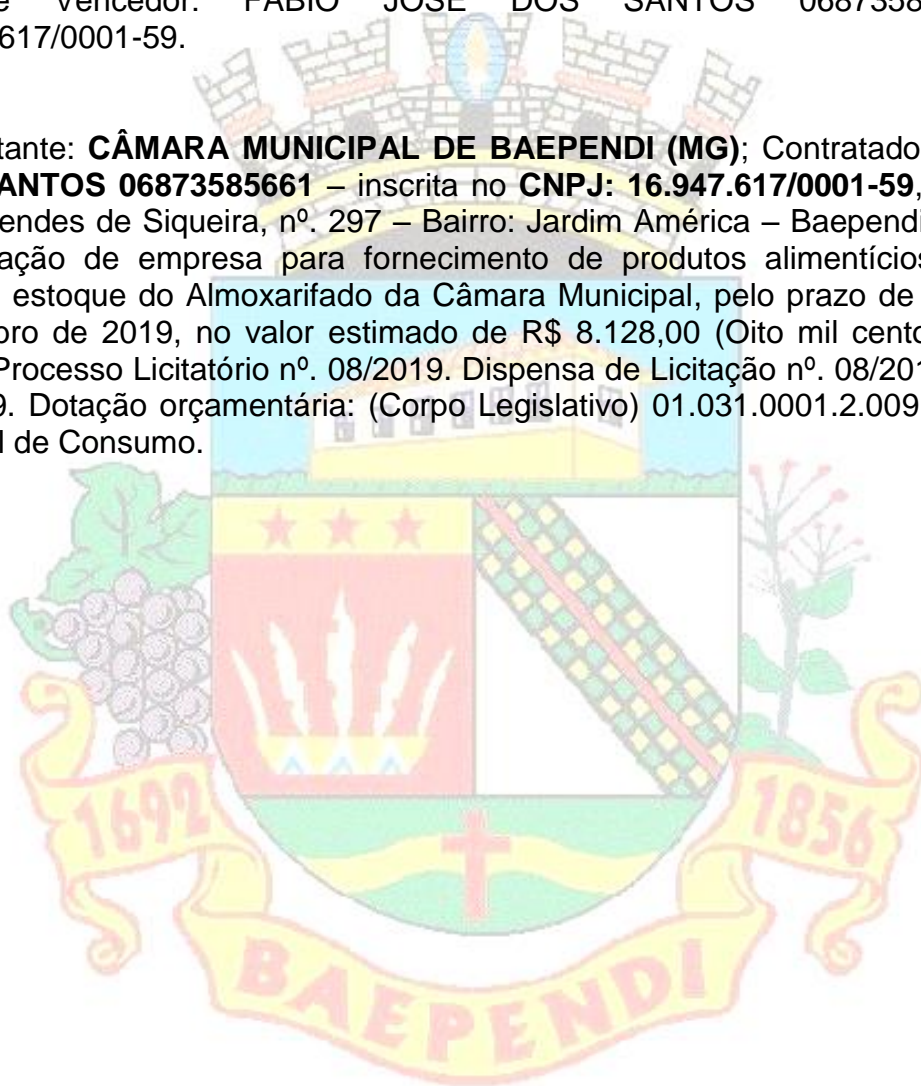 e Vencedor: FABIO JOSÉ DOS SANTOS 0687358
617/0001-59.
tante: CÂMARA MUNICIPAL DE BAEPENDI (MG); Contratado
ANTOS 06873585661 – inscrita no CNPJ: 16.947.617/0001-59,
endes de Siqueira, nº. 297 – Bairro: Jardim América – Baependi
ação de empresa para fornecimento de produtos alimentícios
estoque do Almoxarifado da Câmara Municipal, pelo prazo de
bro de 2019, no valor estimado de R$ 8.128,00 (Oito mil cento
Processo Licitatório nº. 08/2019. Dispensa de Licitação nº. 08/201
9. Dotação orçamentária: (Corpo Legislativo) 01.031.0001.2.009
l de Consumo.
1692
1856
BAEPENDI